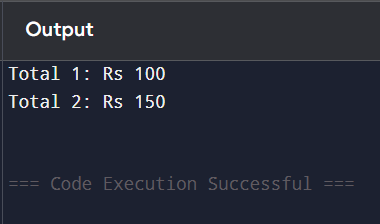 Output
Total 1: Rs 100
Total 2: Rs 150
=== Code Execution Successful ===